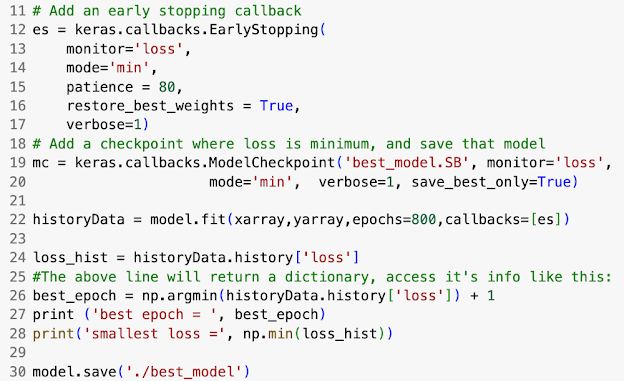 11 # Add an early stopping callback
12 es = keras.callbacks.EarlyStopping(
13     monitor='loss',
14     mode='min',
15     patience = 80,
16     restore_best_weights = True,
17     verbose=1)
18 # Add a checkpoint where loss is minimum, and save that model
19 mc = keras.callbacks.ModelCheckpoint('best_model.SB', monitor='loss',
20                      mode='min',  verbose=1, save_best_only=True)
21
22 historyData = model.fit(xarray,yarray,epochs=800,callbacks=[es])
23
24 loss_hist = historyData.history['loss']
25 #The above line will return a dictionary, access it's info like this:
26 best_epoch = np.argmin(historyData.history['loss']) + 1
27 print ('best epoch = ', best_epoch)
28 print('smallest loss =', np.min(loss_hist))
29
30 model.save('./best_model')